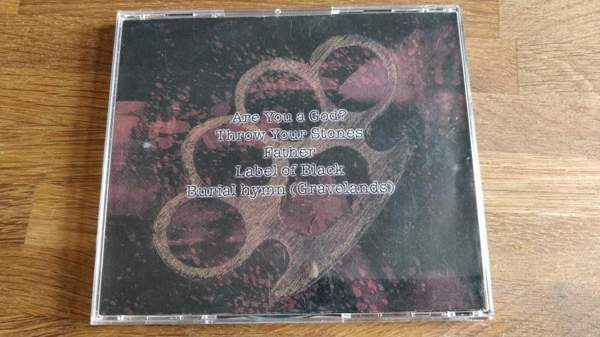 Are You a God?
Throw Your Stones
Father
Label of Black
Burial hymn (Gravelands)